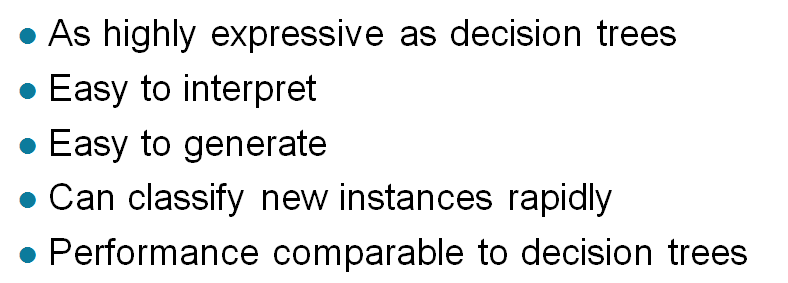 ● As highly expressive as decision trees
● Easy to interpret
● Easy to generate
● Can classify new instances rapidly
● Performance comparable to decision trees